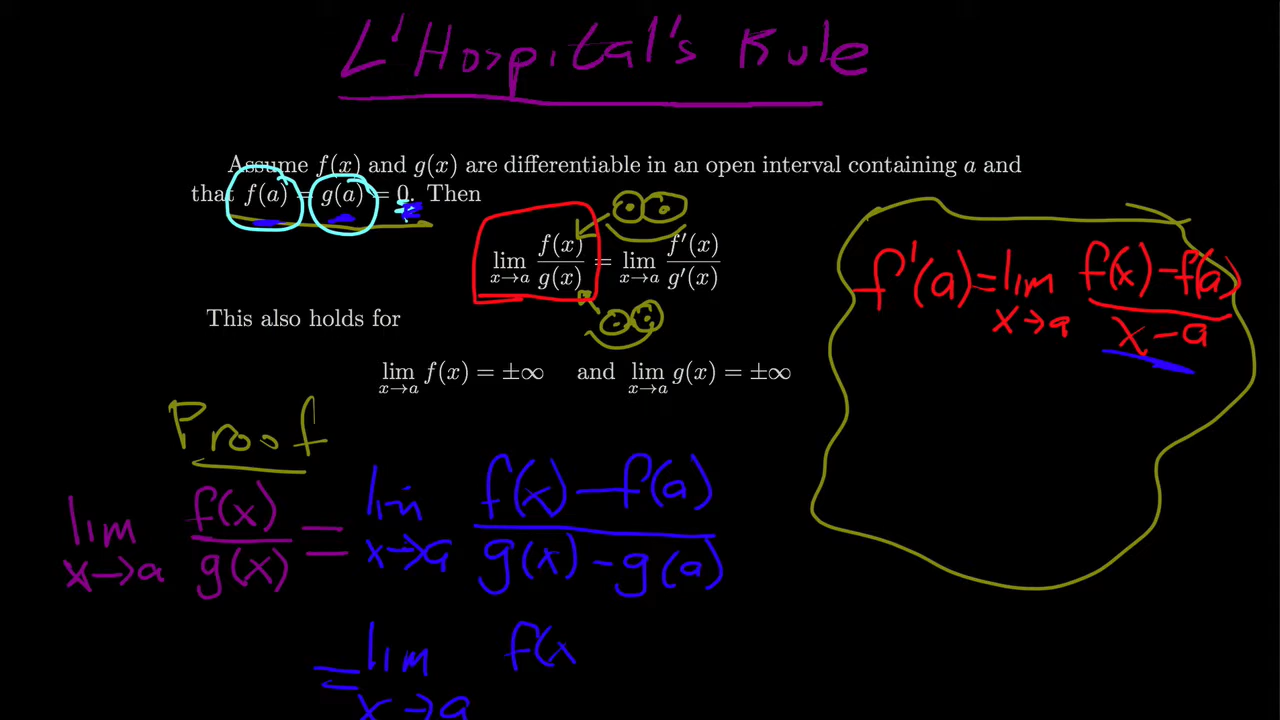 L'Hospital's Rule
Assume f(x) and g(x) are differentiable in an open interval containing a and
that f(a) = g(a) = 0. Then
lim x→a f(x)/g(x) = lim x→a f'(x)/g'(x)
f'(a) = lim x→a f(x) - f(a) / x - a
This also holds for
lim x→a f(x) = ±∞ and lim x→a g(x) = ±∞
Proof
lim x→a f(x)/g(x) = lim x→a f(x) - f(a) / g(x) - g(a)
= lim x→a f(x